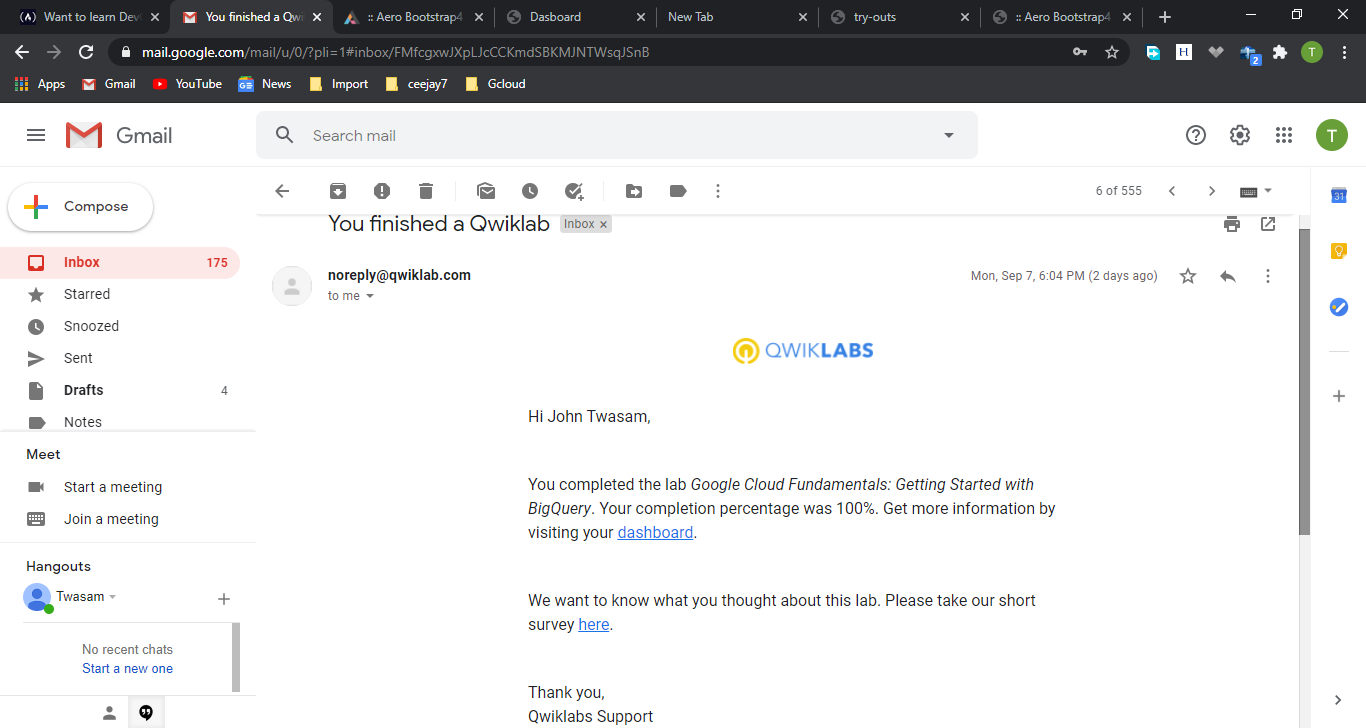 Want to learn Dev
You finished a Qwi
:: Aero Bootstrap4
Dasboard
New Tab
try-outs
:: Aero Bootstrap4
mail.google.com/mail/u/0/?pli=1#inbox/FMfcgxwJXpLJcCCKmdSBKMJNTWsqJSnB
H
2
T
Apps
Gmail
YouTube
News
Import
ceejay7
Gcloud
Gmail
Search mail
T
Compose
6 of 555
31
You finished a Qwiklab
Inbox x
Inbox 175
Starred
Snoozed
Sent
Drafts 4
Notes
noreply@qwiklab.com
to me
Mon, Sep 7, 6:04 PM (2 days ago)
QWIKLABS
Hi John Twasam,
You completed the lab Google Cloud Fundamentals: Getting Started with
BigQuery. Your completion percentage was 100%. Get more information by
visiting your dashboard.
We want to know what you thought about this lab. Please take our short
survey here.
Thank you,
Qwiklabs Support
Meet
Start a meeting
Join a meeting
Hangouts
Twasam
No recent chats
Start a new one